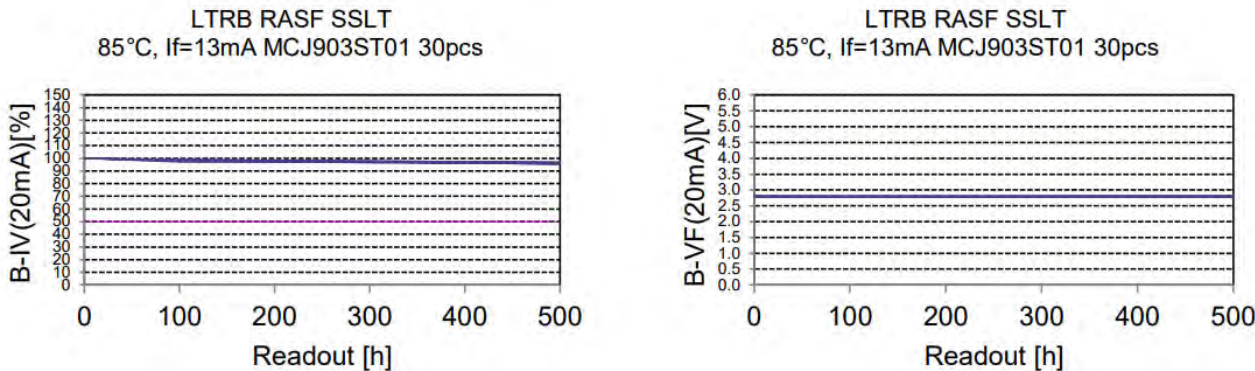 LTRB RASF SSLT
85°C, If=13mA MCJ903ST01 30pcs
B-IV(20mA)[%]
150
140
130
120
110
100
90
80
70
60
50
40
30
20
10
0
0 100 200 300 400 500
Readout [h]
LTRB RASF SSLT
85°C, If=13mA MCJ903ST01 30pcs
B-VF(20mA)[V]
6.0
5.5
5.0
4.5
4.0
3.5
3.0
2.5
2.0
1.5
1.0
0.5
0.0
0 100 200 300 400 500
Readout [h]